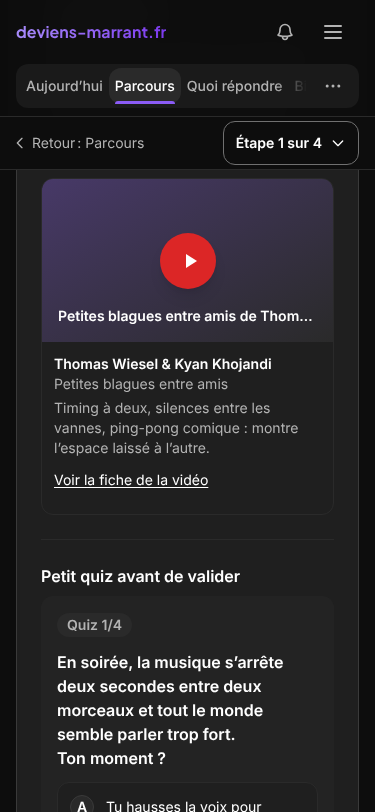 deviens-marrant.fr
Aujourd’hui Parcours Quoi répondre
Retour : Parcours
Étape 1 sur 4
Petites blagues entre amis de Thom...
Thomas Wiesel & Kyan Khojandi
Petites blagues entre amis
Timing à deux, silences entre les
vannes, ping-pong comique : montre
l’espace laissé à l’autre.
Voir la fiche de la vidéo
Petit quiz avant de valider
Quiz 1/4
En soirée, la musique s’arrête
deux secondes entre deux
morceaux et tout le monde
semble parler trop fort.
Ton moment ?
A Tu hausses la voix pour